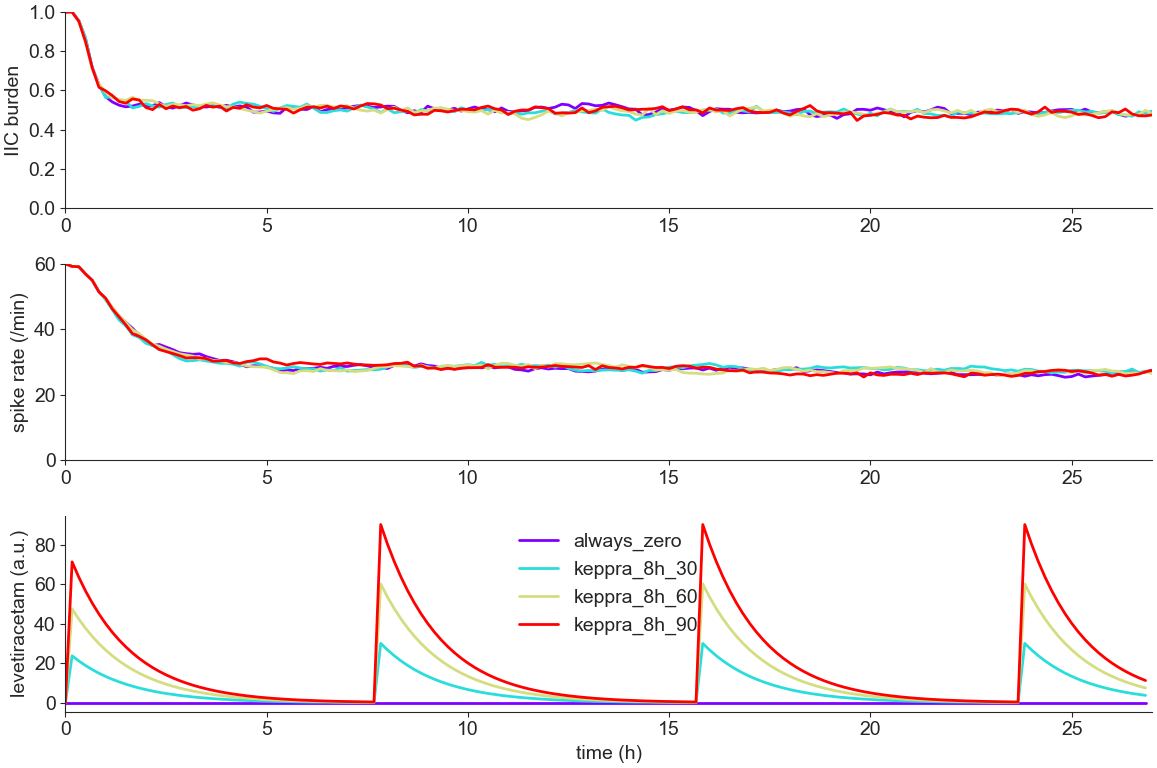 IIC burden
1.0
0.8
0.6
0.4
0.2
0.0
0 5 10 15 20 25
spike rate (/min)
60
40
20
0
0 5 10 15 20 25
levetiracetam (a.u.)
80
60
40
20
0
always_zero
keppra_8h_30
keppra_8h_60
keppra_8h_90
0 5 10 15 20 25
time (h)